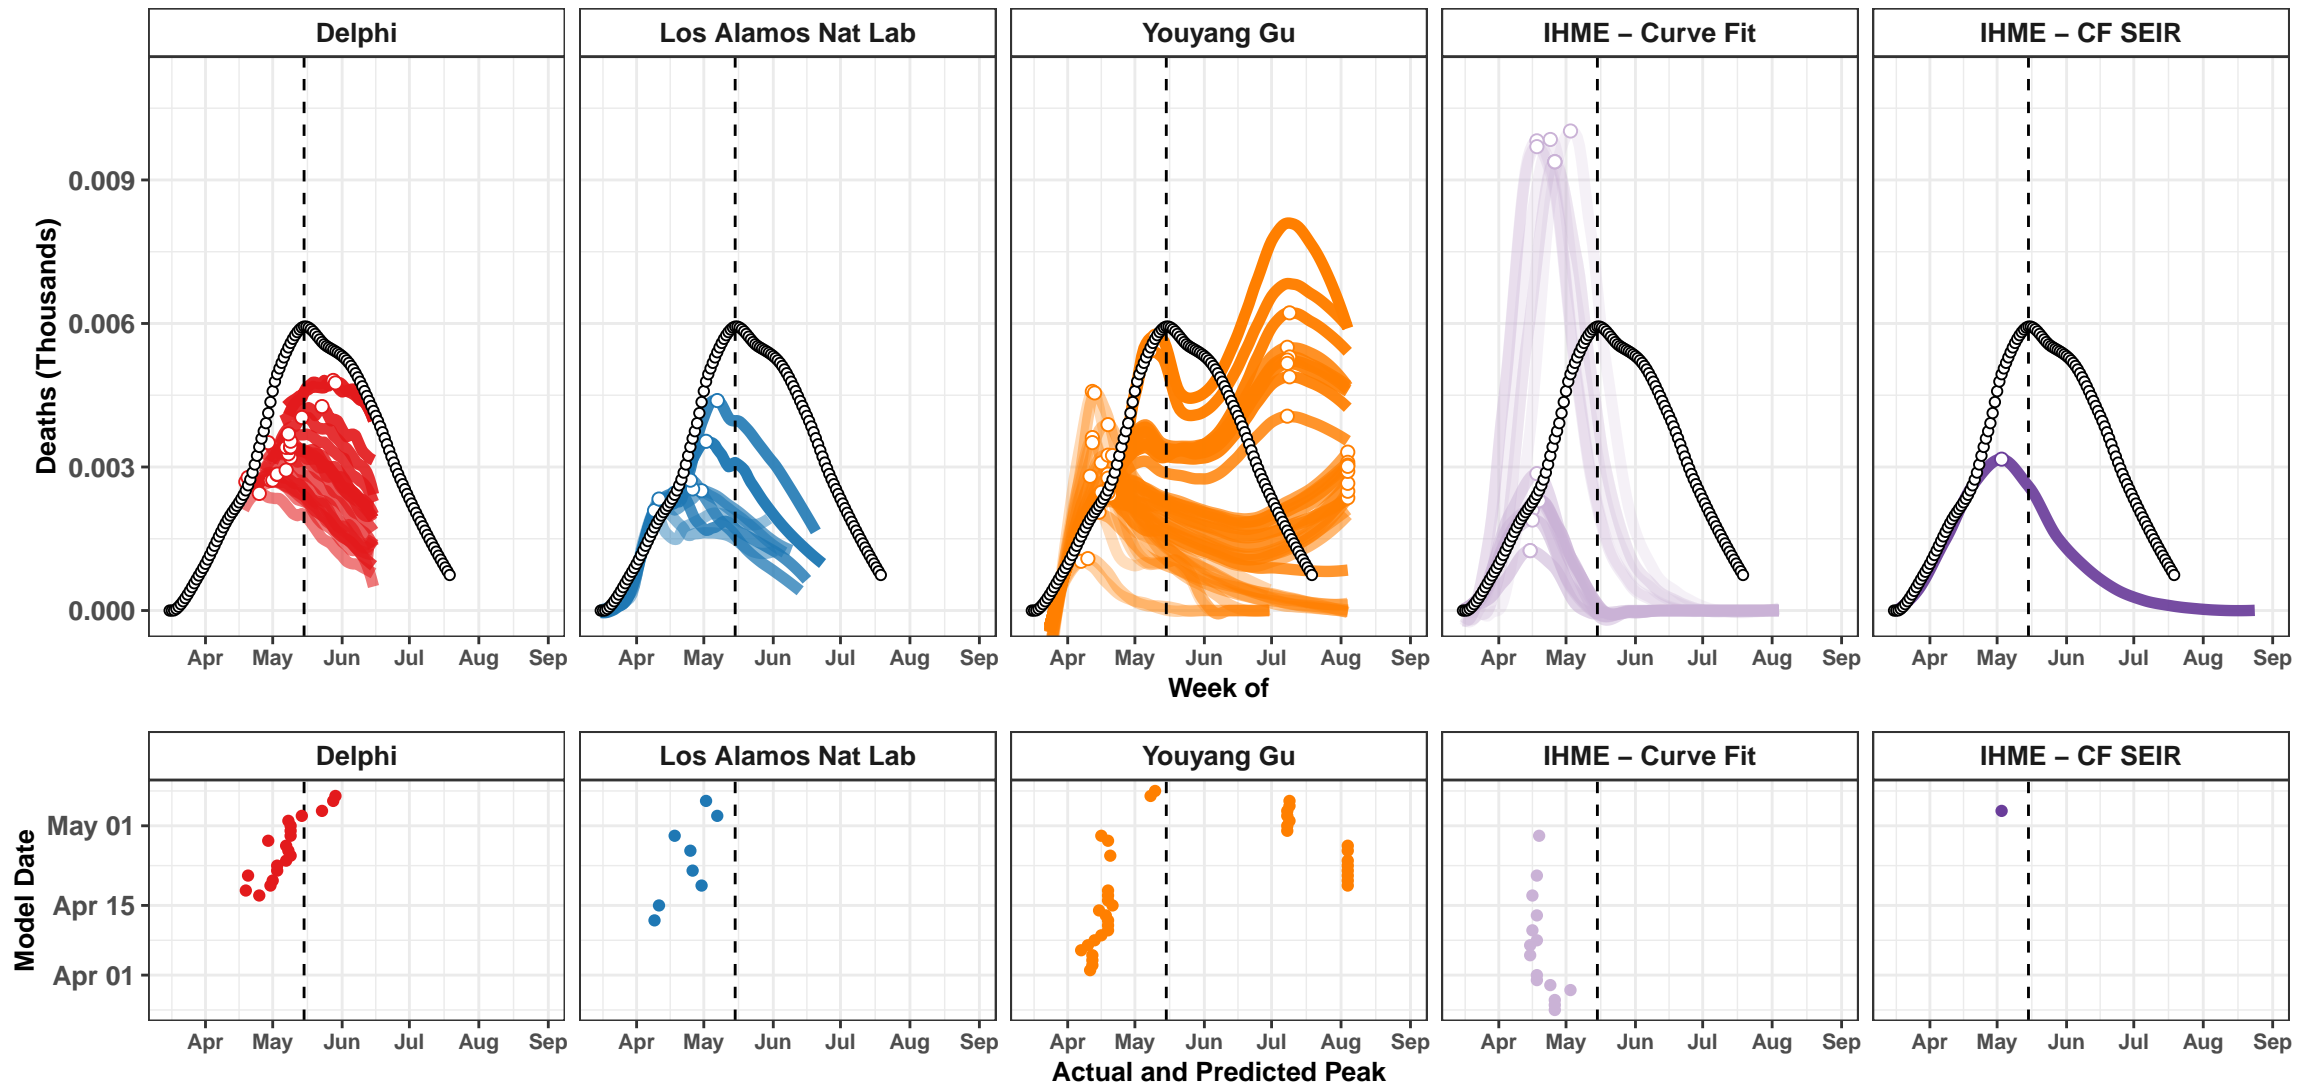 Delphi Los Alamos Nat Lab Youyang Gu IHME – Curve Fit IHME – CF SEIR
Deaths (Thousands)
0.009
0.006
0.003
0.000
Apr May Jun Jul Aug Sep Apr May Jun Jul Aug Sep Apr May Jun Jul Aug Sep Apr May Jun Jul Aug Sep Apr May Jun Jul Aug Sep
Week of
Delphi Los Alamos Nat Lab Youyang Gu IHME – Curve Fit IHME – CF SEIR
Model Date
May 01
Apr 15
Apr 01
Apr May Jun Jul Aug Sep Apr May Jun Jul Aug Sep Apr May Jun Jul Aug Sep Apr May Jun Jul Aug Sep Apr May Jun Jul Aug Sep
Actual and Predicted Peak